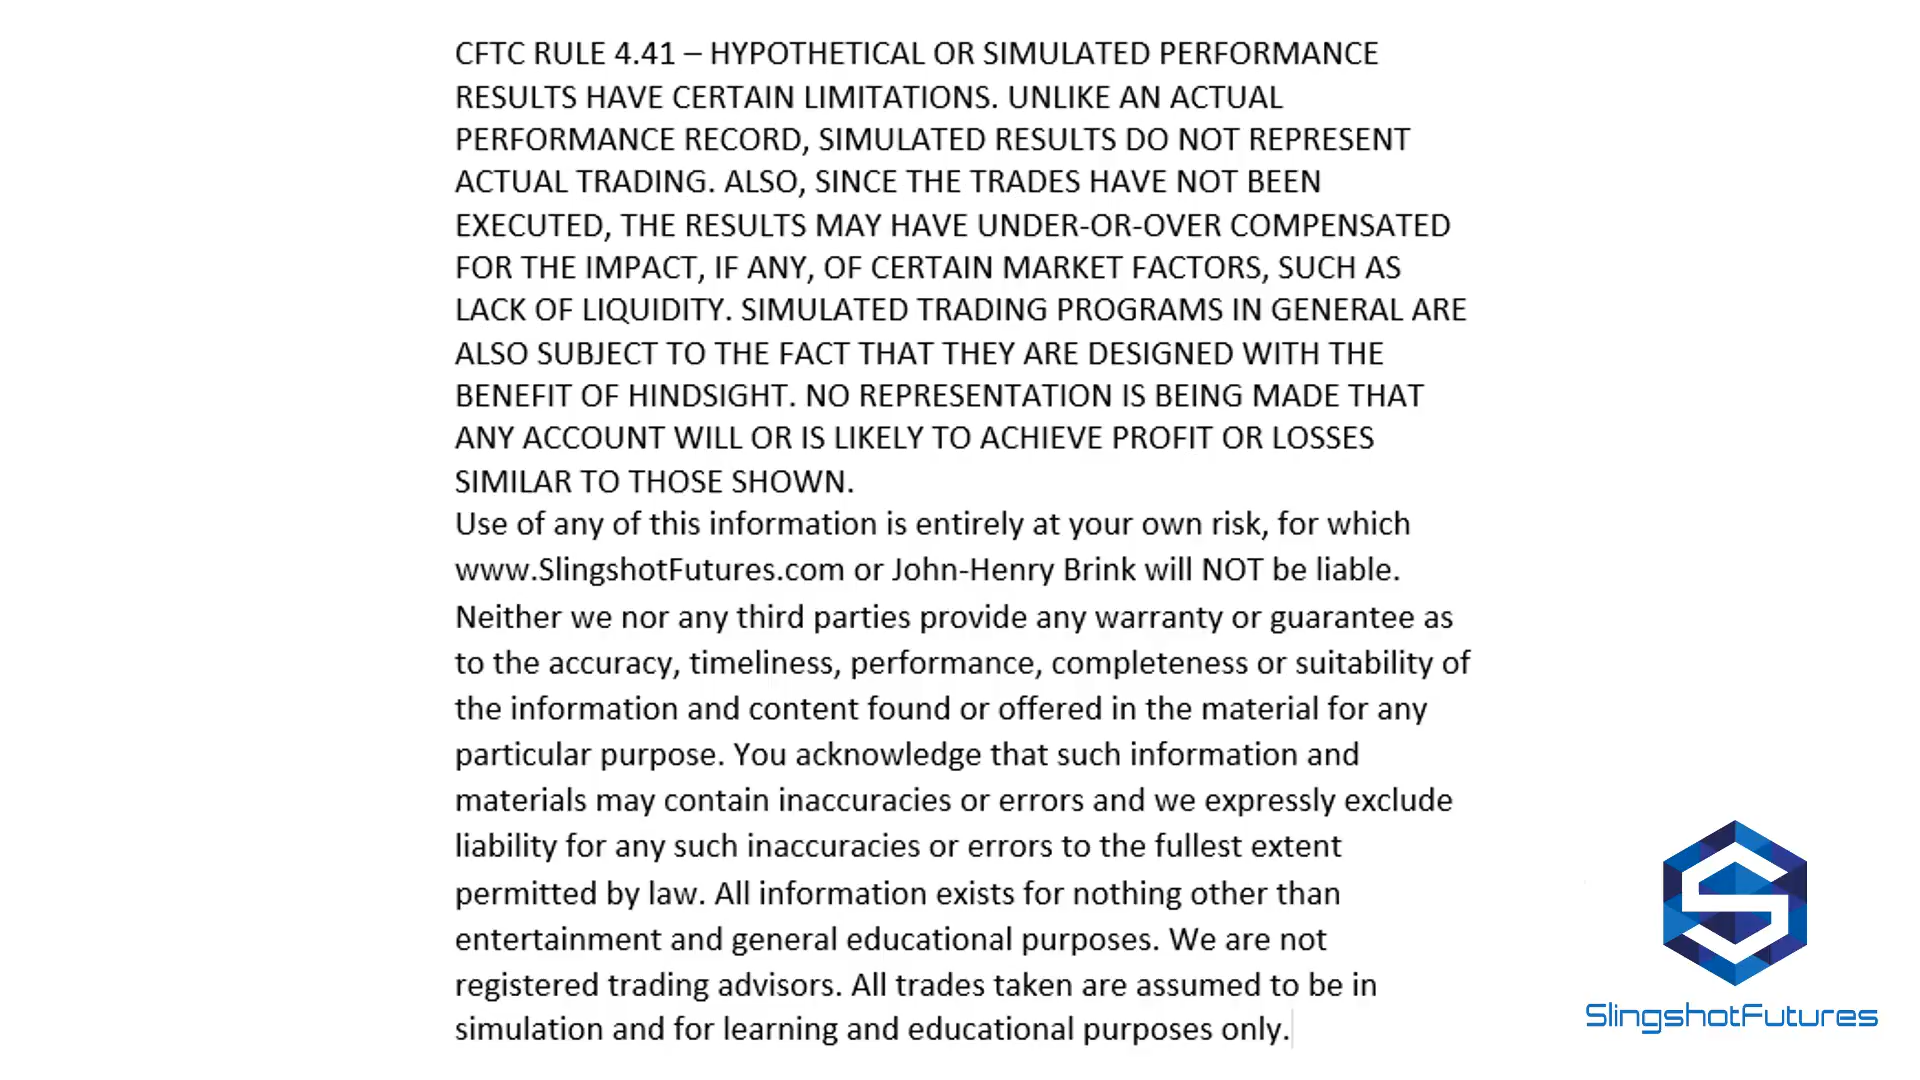 CFTC RULE 4.41 – HYPOTHETICAL OR SIMULATED PERFORMANCE
RESULTS HAVE CERTAIN LIMITATIONS. UNLIKE AN ACTUAL
PERFORMANCE RECORD, SIMULATED RESULTS DO NOT REPRESENT
ACTUAL TRADING. ALSO, SINCE THE TRADES HAVE NOT BEEN
EXECUTED, THE RESULTS MAY HAVE UNDER-OR-OVER COMPENSATED
FOR THE IMPACT, IF ANY, OF CERTAIN MARKET FACTORS, SUCH AS
LACK OF LIQUIDITY. SIMULATED TRADING PROGRAMS IN GENERAL ARE
ALSO SUBJECT TO THE FACT THAT THEY ARE DESIGNED WITH THE
BENEFIT OF HINDSIGHT. NO REPRESENTATION IS BEING MADE THAT
ANY ACCOUNT WILL OR IS LIKELY TO ACHIEVE PROFIT OR LOSSES
SIMILAR TO THOSE SHOWN.
Use of any of this information is entirely at your own risk, for which
www.SlingshotFutures.com or John-Henry Brink will NOT be liable.
Neither we nor any third parties provide any warranty or guarantee as
to the accuracy, timeliness, performance, completeness or suitability of
the information and content found or offered in the material for any
particular purpose. You acknowledge that such information and
materials may contain inaccuracies or errors and we expressly exclude
liability for any such inaccuracies or errors to the fullest extent
permitted by law. All information exists for nothing other than
entertainment and general educational purposes. We are not
registered trading advisors. All trades taken are assumed to be in
simulation and for learning and educational purposes only.
SlingshotFutures